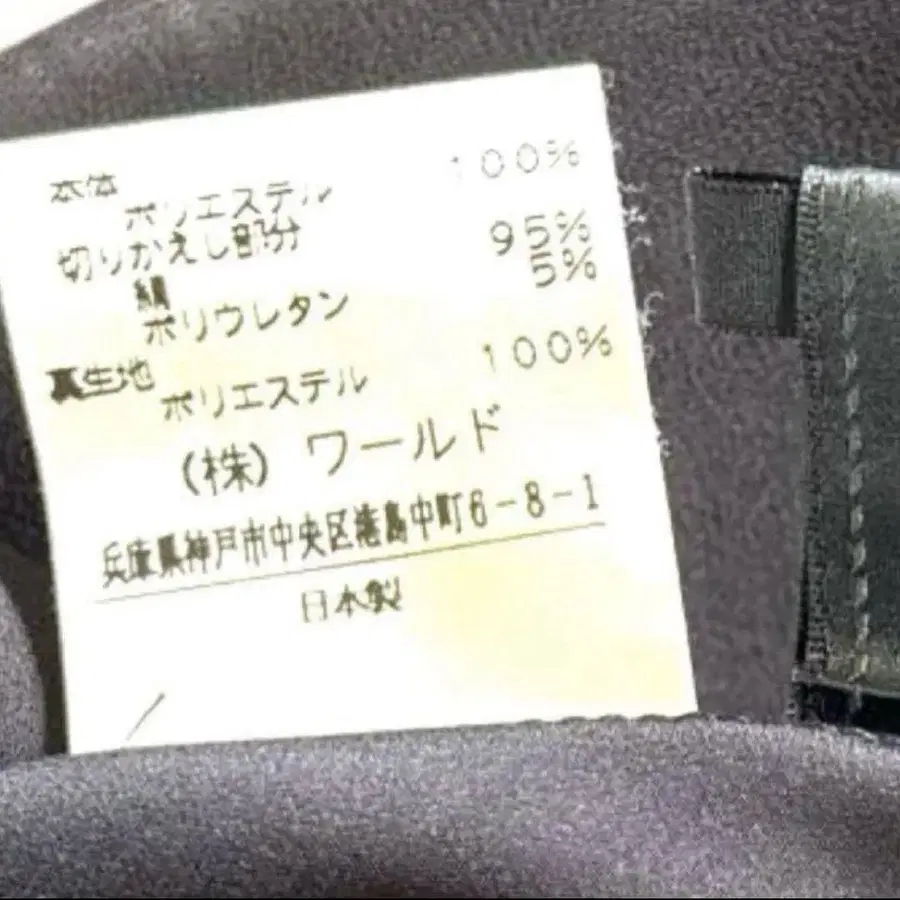 本体
ポリエステル 100%
切りかえし部分
絹 95%
ポリウレタン 5%
裏生地
ポリエステル 100%
(株) ワールド
兵庫県神戸市中央区港島中町6-8-1
日本製